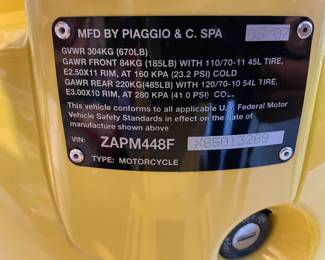 MFD BY PIAGGIO & C. SPA
GVWR 304KG (670LB)
GAWR FRONT 84KG (185LB) WITH 110/70-11 45L TIRE,
E2.50X11 RIM, AT 160 KPA (23.2 PSI) COLD
GAWR REAR 220KG(485LB) WITH 120/70-10 54L TIRE,
E3.00X10 RIM, AT 280 KPA (41.0 PSI) COLD.
This vehicle conforms to all applicable U.S. Federal Motor
Vehicle Safety Standards in effect on the date of
manufacture shown above
VIN: ZAPM448F
TYPE: MOTORCYCLE